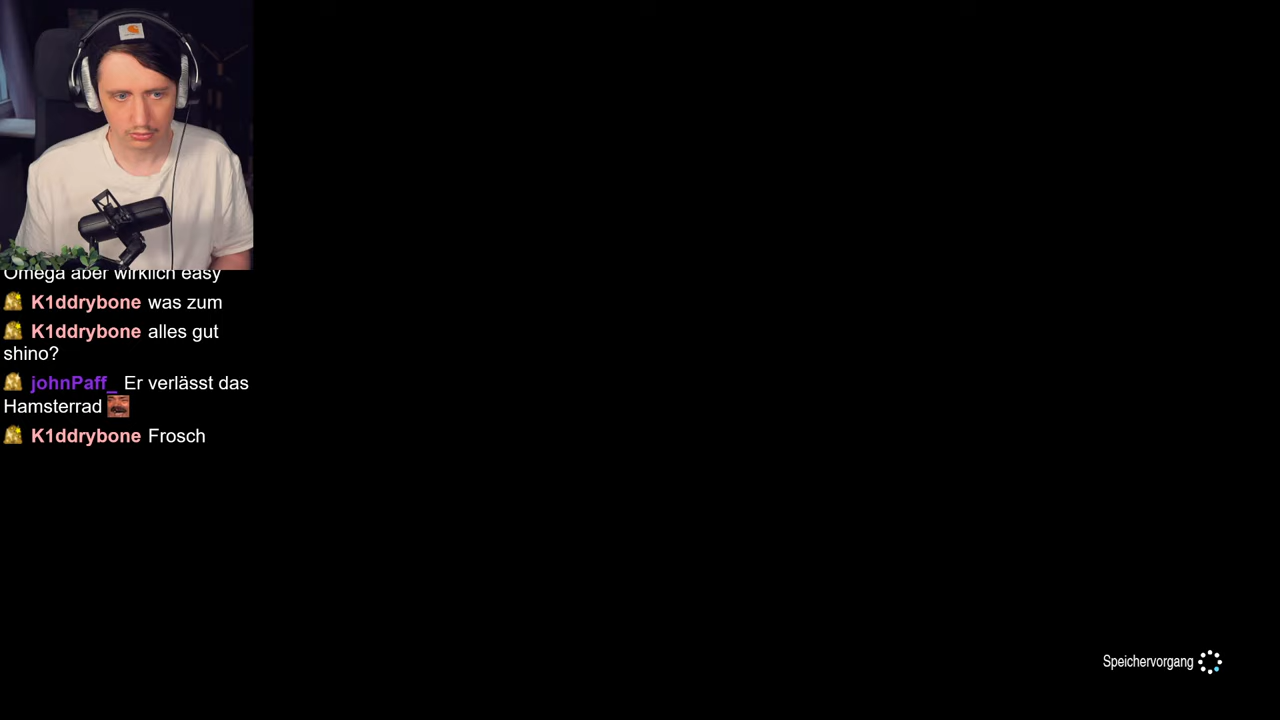 Omega aber wirklich easy
K1ddrybone was zum
K1ddrybone alles gut
shino?
johnPaff_ Er verlässt das
Hamsterrad
K1ddrybone Frosch
Speichervorgang